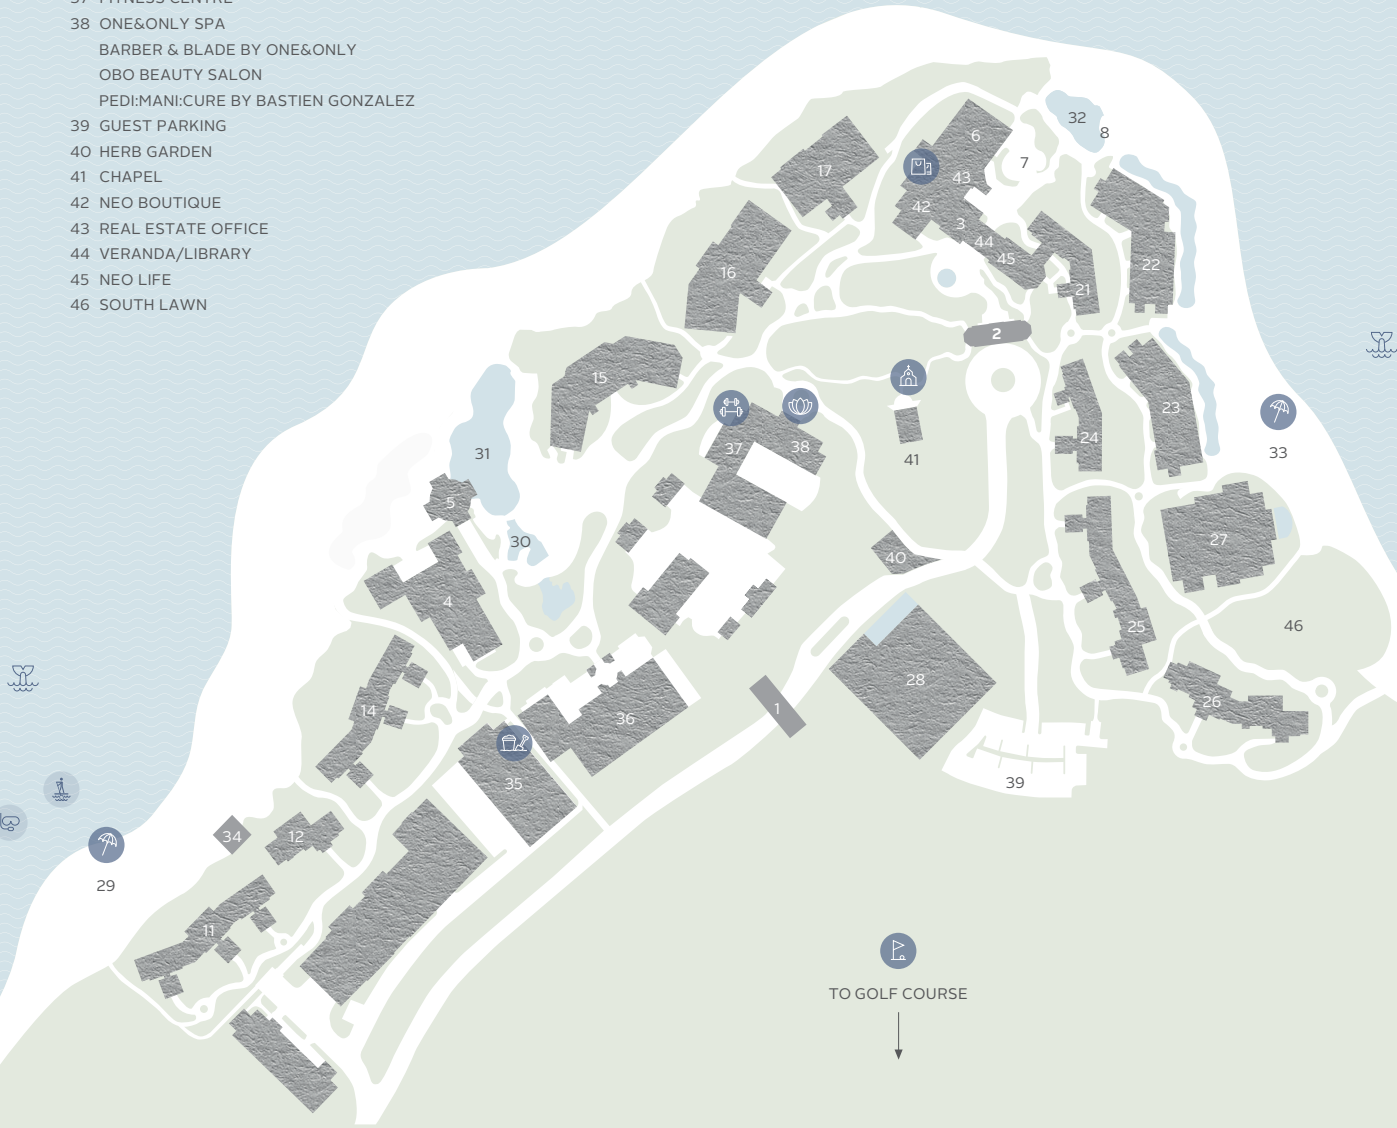 37 FITNESS CENTRE
38 ONE&ONLY SPA
BARBER & BLADE BY ONE&ONLY
OBO BEAUTY SALON
PEDI:MANI:CURE BY BASTIEN GONZALEZ
39 GUEST PARKING
40 HERB GARDEN
41 CHAPEL
42 NEO BOUTIQUE
43 REAL ESTATE OFFICE
44 VERANDA/LIBRARY
45 NEO LIFE
46 SOUTH LAWN
32
8
6
7
17
43
42
3
44
45
16
22
21
2
15
23
24
33
37
38
41
31
5
30
40
27
4
25
46
28
26
14
36
1
35
39
34
12
29
11
TO GOLF COURSE